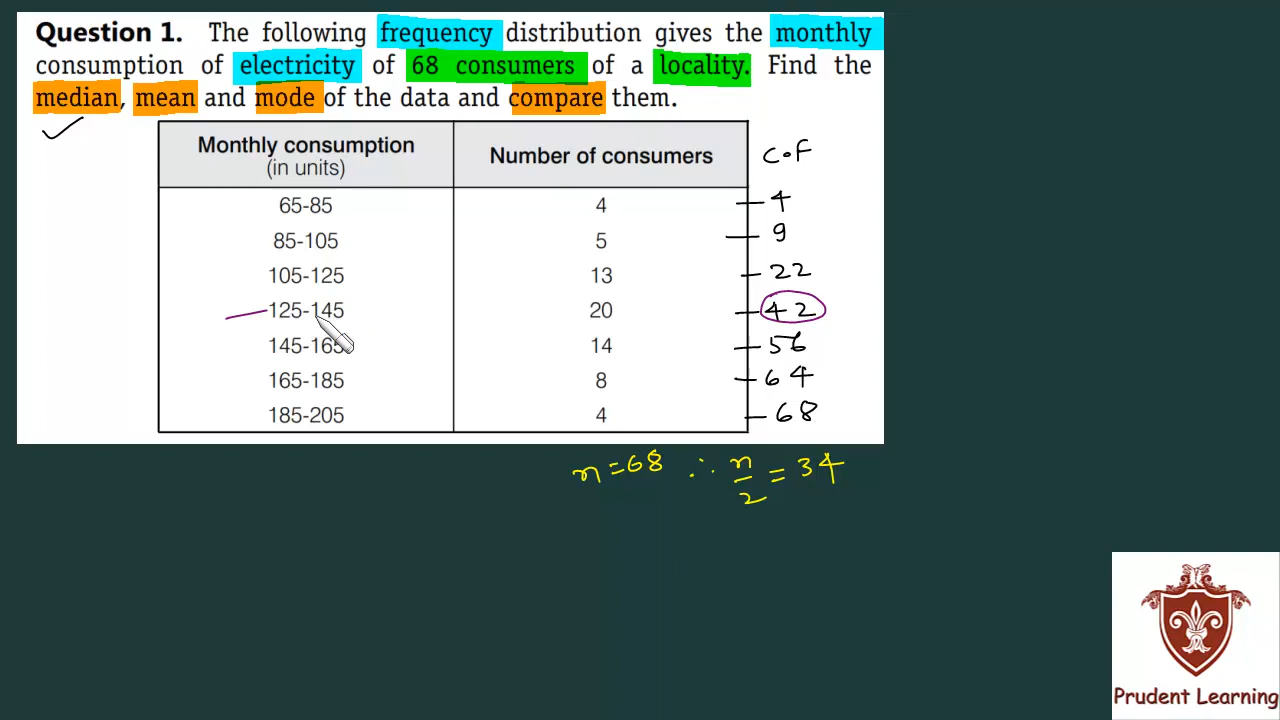 Question 1. The following frequency distribution gives the monthly
consumption of electricity of 68 consumers of a locality. Find the
median, mean and mode of the data and compare them.
Monthly consumption (in units) Number of consumers C.F
65-85 4 4
85-105 5 9
105-125 13 22
125-145 20 42
145-165 14 56
165-185 8 64
185-205 4 68
n=68 ∴ n/2 = 34
Prudent Learning